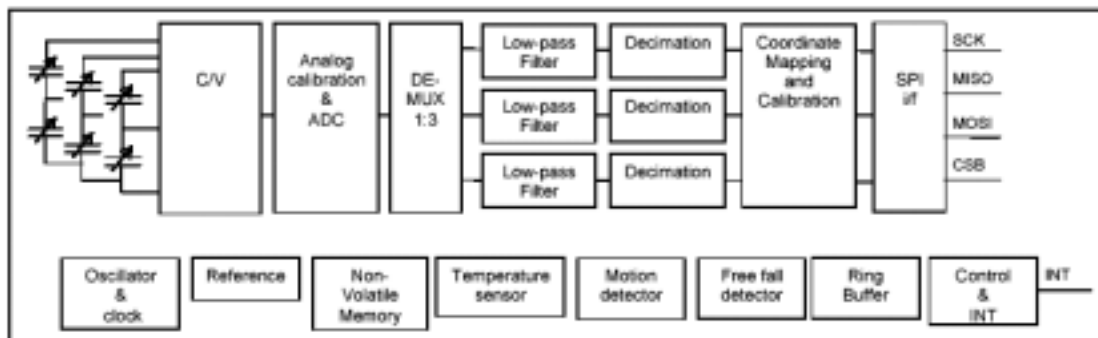 C/V
Analog
calibration
&
ADC
DE-
MUX
1:3
Low-pass
Filter
Decimation
Low-pass
Filter
Decimation
Low-pass
Filter
Decimation
Coordinate
Mapping
and
Calibration
SPI
i/f
SCK
MISO
MOSI
CSB
Oscillator
&
clock
Reference
Non-
Volatile
Memory
Temperature
sensor
Motion
detector
Free fall
detector
Ring
Buffer
Control
&
INT
INT